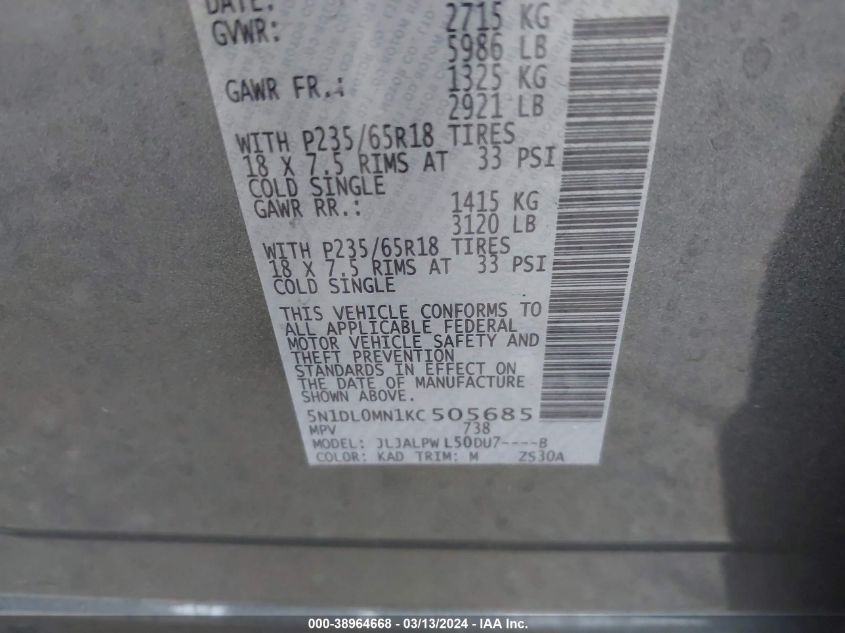 DATE:
GVWR: 2715 KG
5986 LB
GAWR FR.: 1325 KG
2921 LB
WITH P235/65R18 TIRES
18 X 7.5 RIMS AT 33 PSI
COLD SINGLE
GAWR RR.: 1415 KG
3120 LB
WITH P235/65R18 TIRES
18 X 7.5 RIMS AT 33 PSI
COLD SINGLE
THIS VEHICLE CONFORMS TO
ALL APPLICABLE FEDERAL
MOTOR VEHICLE SAFETY AND
THEFT PREVENTION
STANDARDS IN EFFECT ON
THE DATE OF MANUFACTURE
SHOWN ABOVE.
5N1DL0MN1KC505685
MPV 738
MODEL: JLJALPW L50DU7----B
COLOR: KAD TRIM: M ZS30A
000-38964668 - 03/13/2024 - IAA Inc.